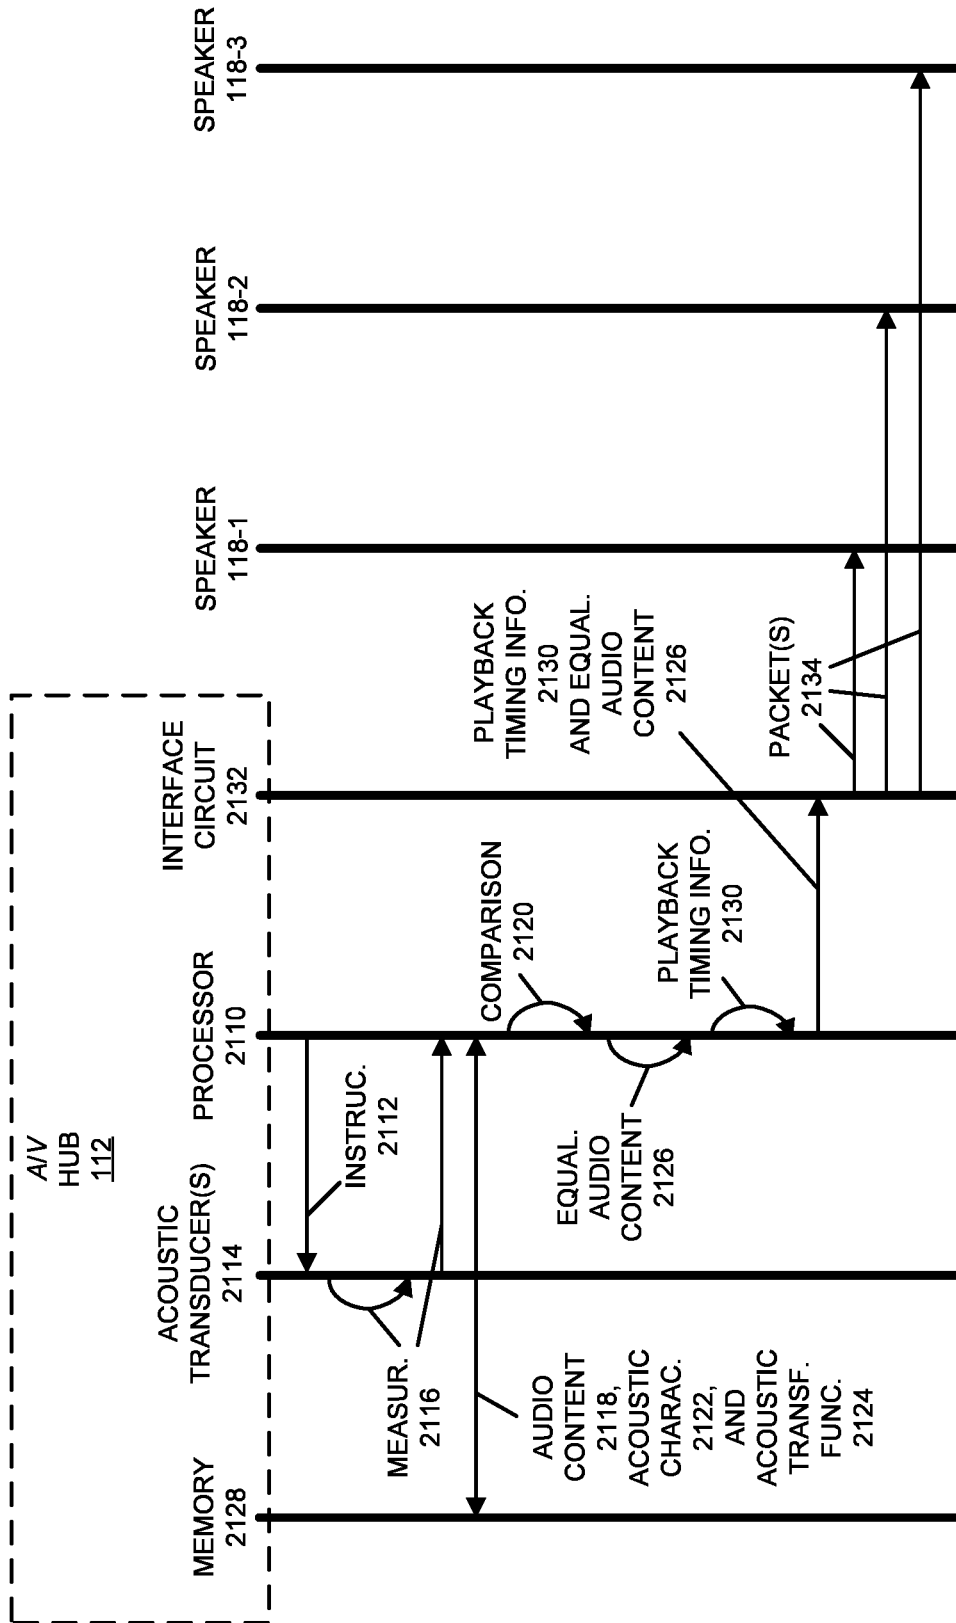 A/V
HUB
112
MEMORY
2128
ACOUSTIC
TRANSDUCER(S)
2114
PROCESSOR
2110
INTERFACE
CIRCUIT
2132
SPEAKER
118-1
SPEAKER
118-2
SPEAKER
118-3
INSTRUC.
2112
MEASUR.
2116
AUDIO
CONTENT
2118,
ACOUSTIC
CHARAC.
2122,
AND
ACOUSTIC
TRANSF.
FUNC.
2124
COMPARISON
2120
EQUAL.
AUDIO
CONTENT
2126
PLAYBACK
TIMING INFO.
2130
PLAYBACK
TIMING INFO.
2130
AND EQUAL.
AUDIO
CONTENT
2126
PACKET(S)
2134